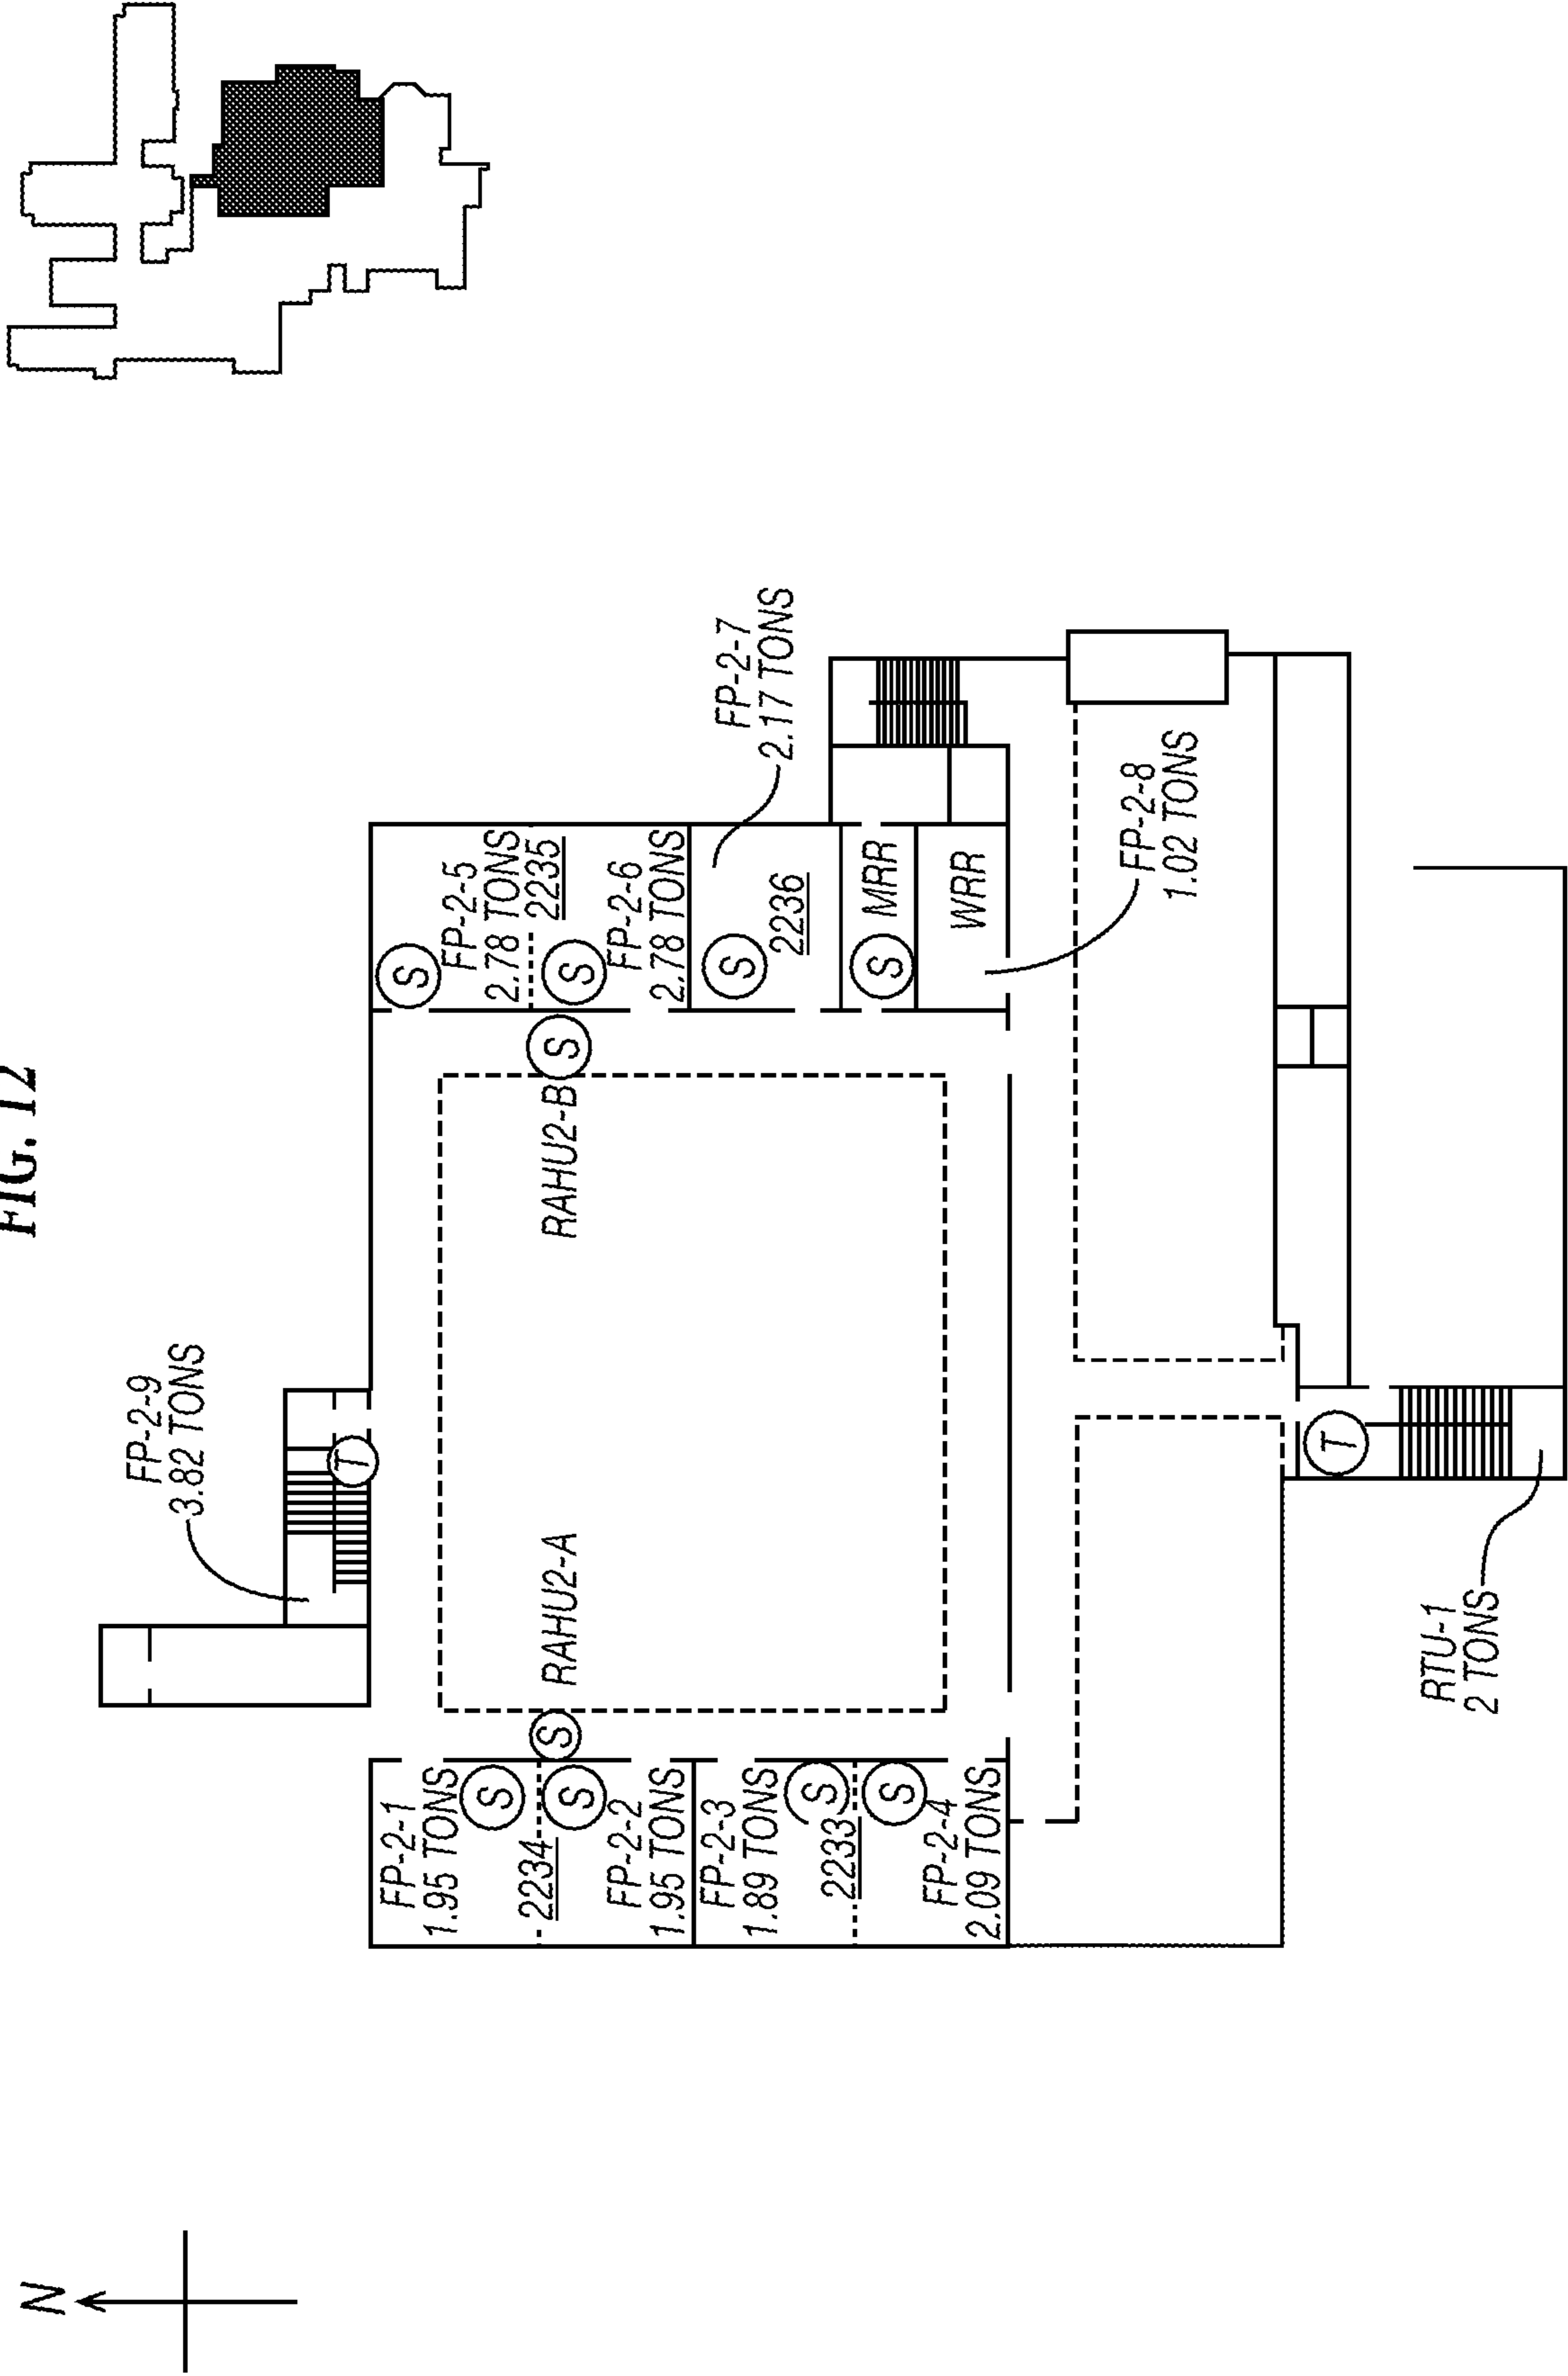 FIG. 12
N
FP-2-9
3.82 TONS
T
FP-2-1
1.95 TONS
S
2234
S
FP-2-2
1.95 TONS
FP-2-3
1.89 TONS
S
2233
S
FP-2-4
2.09 TONS
S
RAHU2-A
RAHU2-B
S
S
FP-2-5
2.78 TONS
2235
S
FP-2-6
2.78 TONS
FP-2-7
2.17 TONS
S
2236
S
MRR
WRR
FP-2-8
1.02 TONS
T
RTU-1
2 TONS